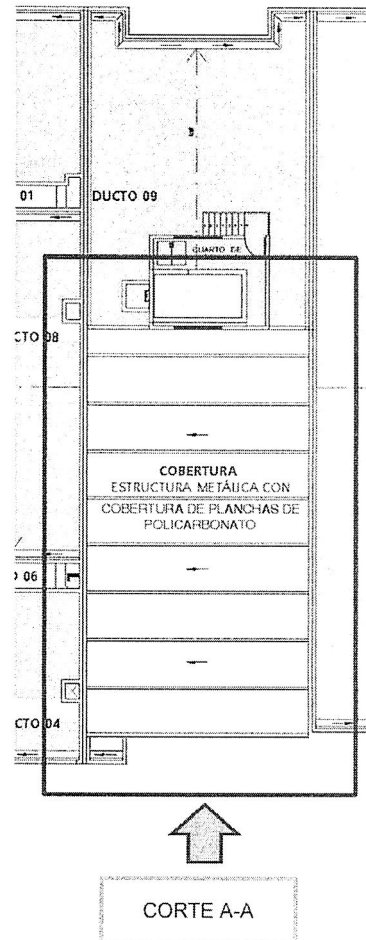 01
DUCTO 09
CUARTO DE
CTO 08
COBERTURA
ESTRUCTURA METÁLICA CON
COBERTURA DE PLANCHAS DE
POLICARBONATO
06
CTO 04
CORTE A-A